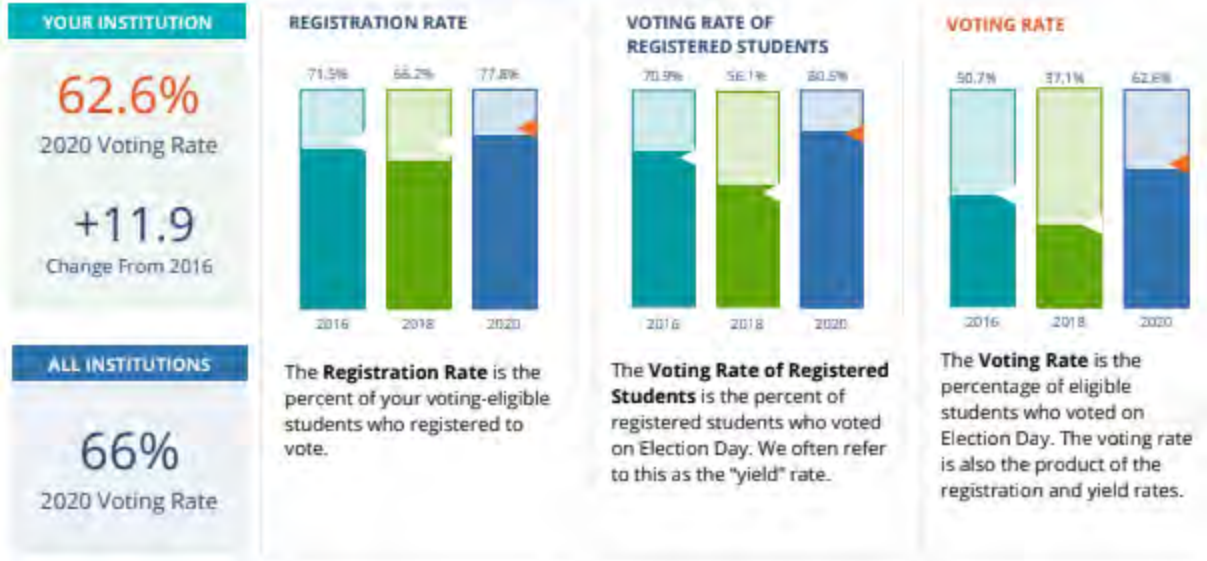 YOUR INSTITUTION
62.6%
2020 Voting Rate
+11.9
Change From 2016
ALL INSTITUTIONS
66%
2020 Voting Rate
REGISTRATION RATE
71.5% 66.2% 77.8%
2016 2018 2020
The Registration Rate is the
percent of your voting-eligible
students who registered to
vote.
VOTING RATE OF
REGISTERED STUDENTS
70.9% 56.1% 80.5%
2016 2018 2020
The Voting Rate of Registered
Students is the percent of
registered students who voted
on Election Day. We often refer
to this as the "yield" rate.
VOTING RATE
50.7% 37.1% 62.6%
2016 2018 2020
The Voting Rate is the
percentage of eligible
students who voted on
Election Day. The voting rate
is also the product of the
registration and yield rates.